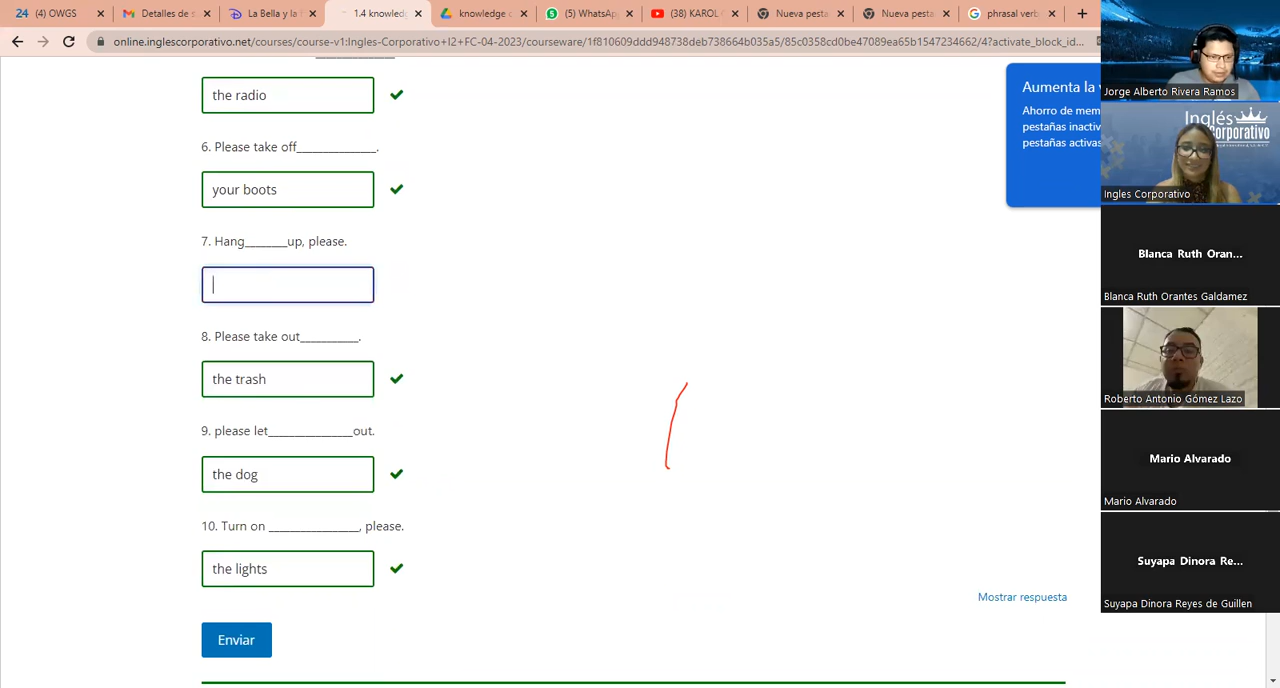 24 (4) OWGS
Detalles de s
La Bella y la
1.4 knowled
knowledge c
(5) WhatsAp
(38) KAROL
Nueva pesta
Nueva pesta
phrasal verb
online.inglescorporativo.net/courses/course-v1:Ingles-Corporativo+I2+FC-04-2023/courseware/1f810609ddd948738deb738664b035a5/85c0358cd0be47089ea65b1547234662/4?activate_block_id...
the radio
6. Please take off______________.
your boots
7. Hang_______up, please.
8. Please take out__________.
the trash
9. please let______________out.
the dog
10. Turn on _______________, please.
the lights
Mostrar respuesta
Enviar
Aumenta la
Ahorro de mem
pestañas inactiv
pestañas activas
Jorge Alberto Rivera Ramos
Inglés
Corporativo
Ingles Corporativo
Blanca Ruth Oran...
Blanca Ruth Orantes Galdamez
Roberto Antonio Gómez Lazo
Mario Alvarado
Mario Alvarado
Suyapa Dinora Re...
Suyapa Dinora Reyes de Guillen